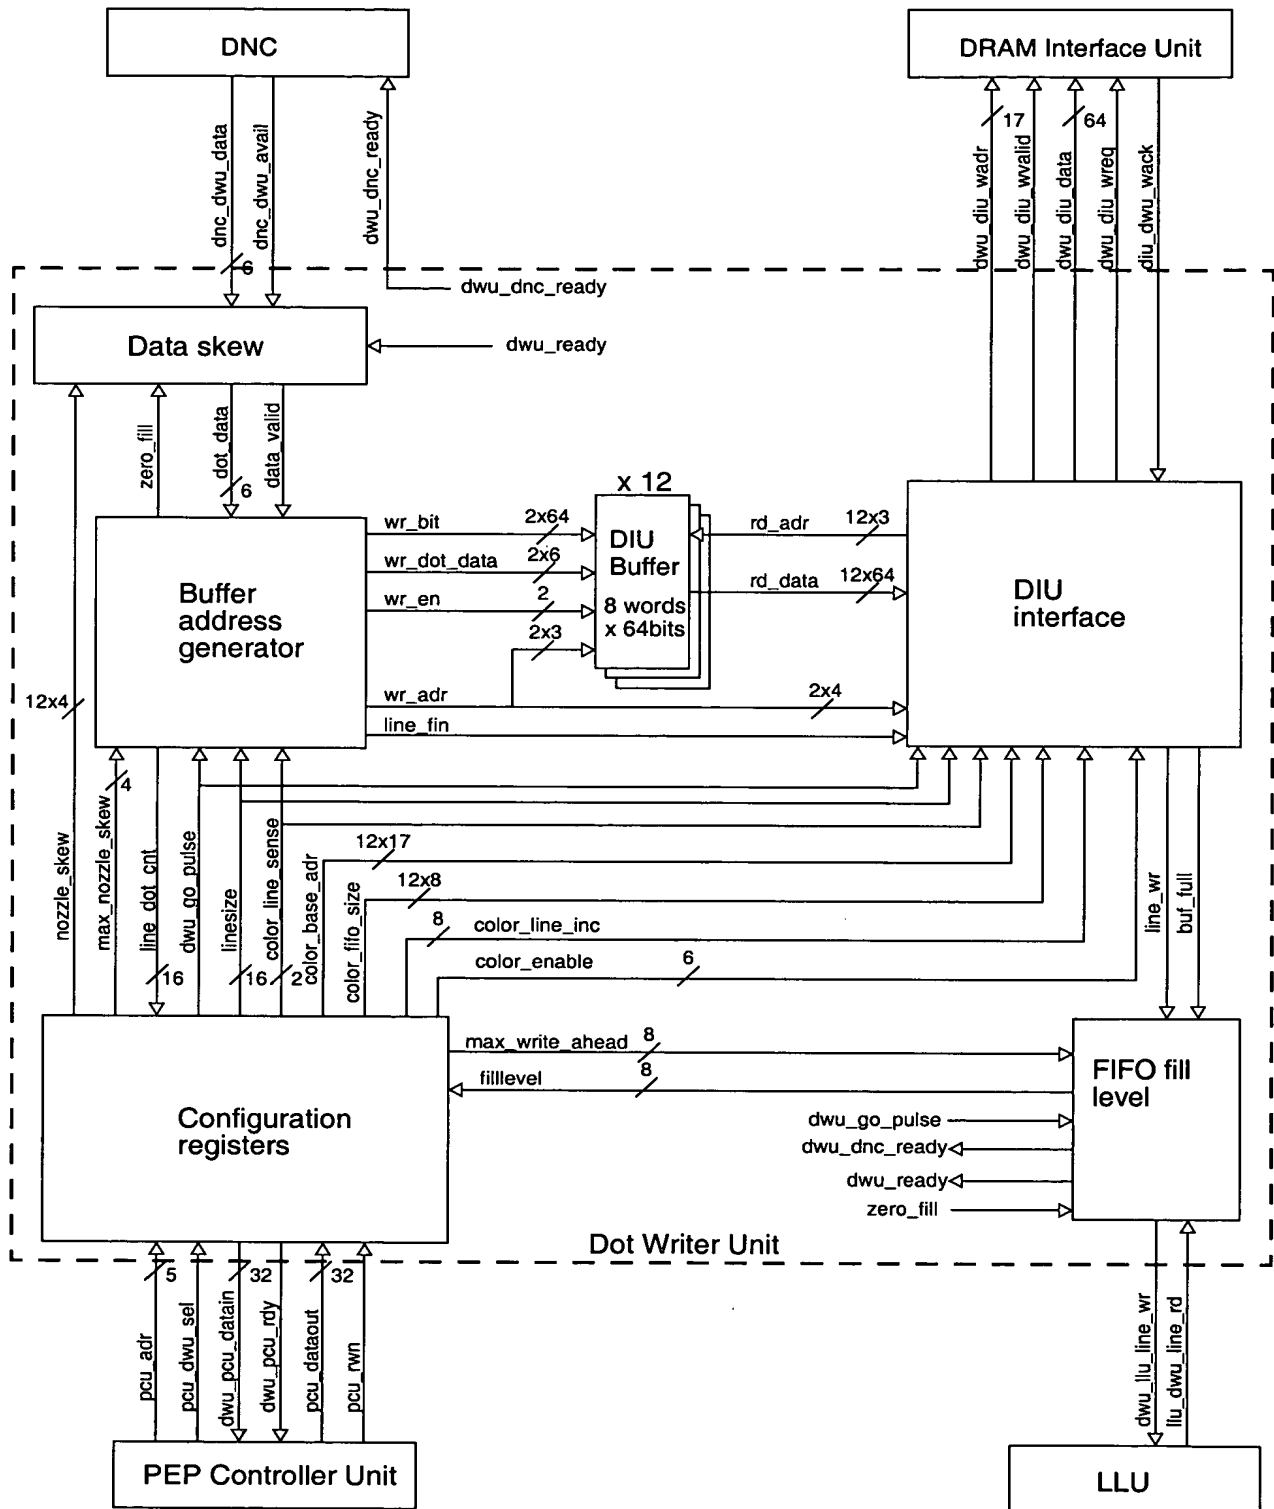 DNC
DRAM Interface Unit
dnc_dwu_data
dnc_dwu_avail
dwu_dnc_ready
6
dwu_diu_wadr
17
dwu_diu_wvalid
dwu_diu_data
64
dwu_diu_wreq
diu_dwu_wack
dwu_dnc_ready
Data skew
dwu_ready
zero_fill
dot_data
6
data_valid
x 12
wr_bit
2x64
DIU
Buffer
8 words
x 64bits
rd_adr
12x3
wr_dot_data
2x6
rd_data
12x64
Buffer
address
generator
wr_en
2
DIU
interface
2x3
12x4
wr_adr
2x4
line_fin
nozzle_skew
max_nozzle_skew
4
line_dot_cnt
16
dwu_go_pulse
linesize
16
color_line_sense
2
color_base_adr
12x17
color_fifo_size
12x8
8
color_line_inc
color_enable
6
line_wr
buf_full
max_write_ahead
8
filllevel
8
Configuration
registers
FIFO fill
level
dwu_go_pulse
dwu_dnc_ready
dwu_ready
zero_fill
Dot Writer Unit
5
32
32
pcu_adr
pcu_dwu_sel
dwu_pcu_datain
dwu_pcu_rdy
pcu_dataout
pcu_rwn
dwu_llu_line_wr
llu_dwu_line_rd
PEP Controller Unit
LLU